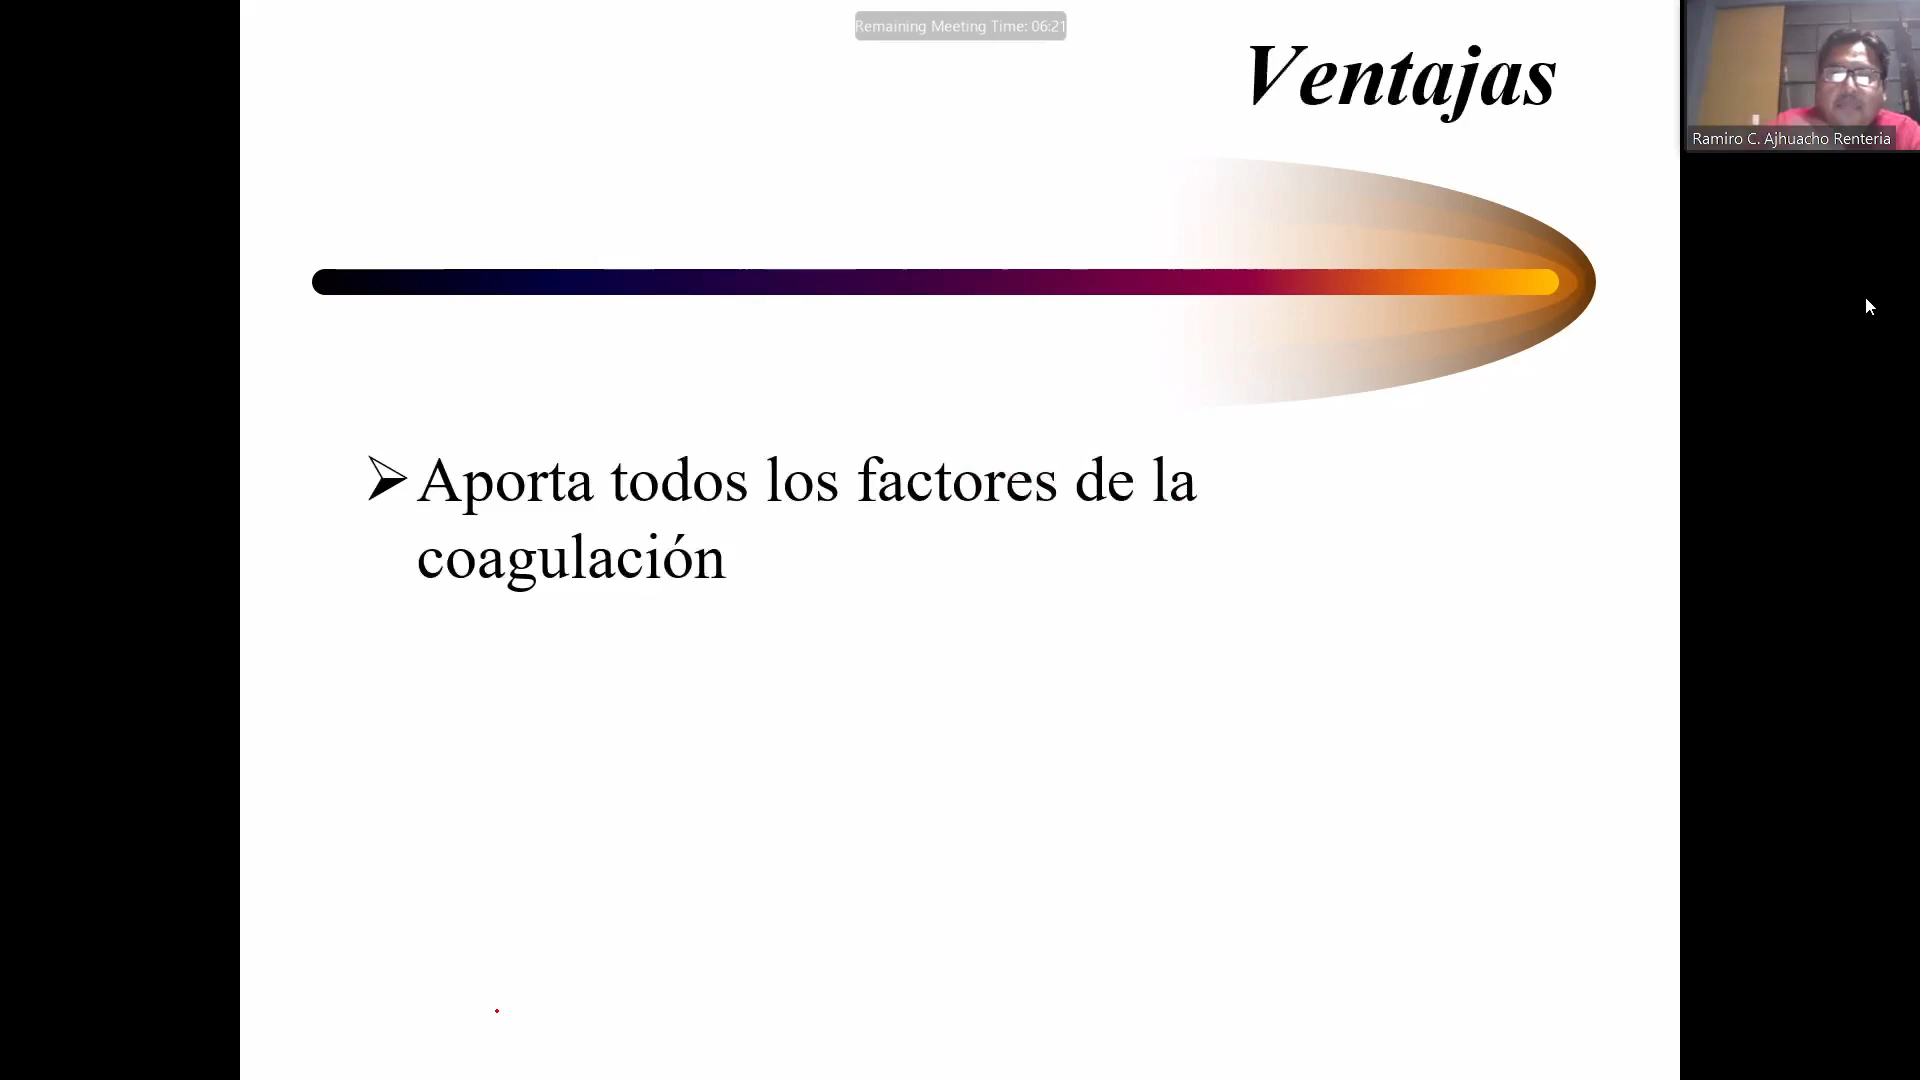 Remaining Meeting Time: 06:21
Ventajas
Ramiro C. Ajhuacho Renteria
Aporta todos los factores de la
coagulación